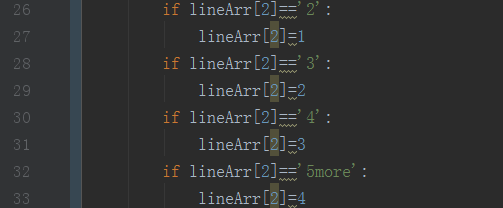 26 if lineArr[2]=='2':
27 lineArr[2]=1
28 if lineArr[2]=='3':
29 lineArr[2]=2
30 if lineArr[2]=='4':
31 lineArr[2]=3
32 if lineArr[2]=='5more':
33 lineArr[2]=4